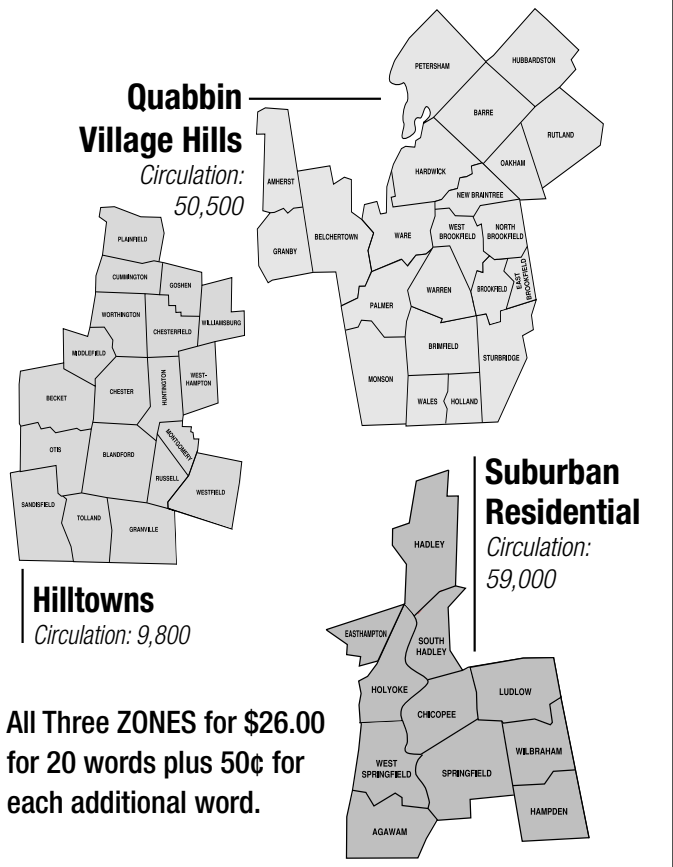 Quabbin
Village Hills
Circulation:
50,500
PETERSHAM
HUBBARDSTON
BARRE
RUTLAND
OAKHAM
HARDWICK
NEW BRAINTREE
AMHERST
GRANBY
BELCHERTOWN
WARE
WEST
BROOKFIELD
NORTH
BROOKFIELD
EAST
BROOKFIELD
BROOKFIELD
WARREN
PALMER
BRIMFIELD
STURBRIDGE
MONSON
WALES
HOLLAND
PLAINFIELD
CUMMINGTON
GOSHEN
WORTHINGTON
CHESTERFIELD
WILLIAMSBURG
MIDDLEFIELD
BECKET
CHESTER
HUNTINGTON
WEST-
HAMPTON
OTIS
BLANDFORD
MONTGOMERY
RUSSELL
WESTFIELD
SANDISFIELD
TOLLAND
GRANVILLE
Hilltowns
Circulation: 9,800
Suburban
Residential
Circulation:
59,000
HADLEY
EASTHAMPTON
SOUTH
HADLEY
HOLYOKE
CHICOPEE
LUDLOW
WEST
SPRINGFIELD
SPRINGFIELD
WILBRAHAM
HAMPDEN
AGAWAM
All Three ZONES for $26.00
for 20 words plus 50¢ for
each additional word.